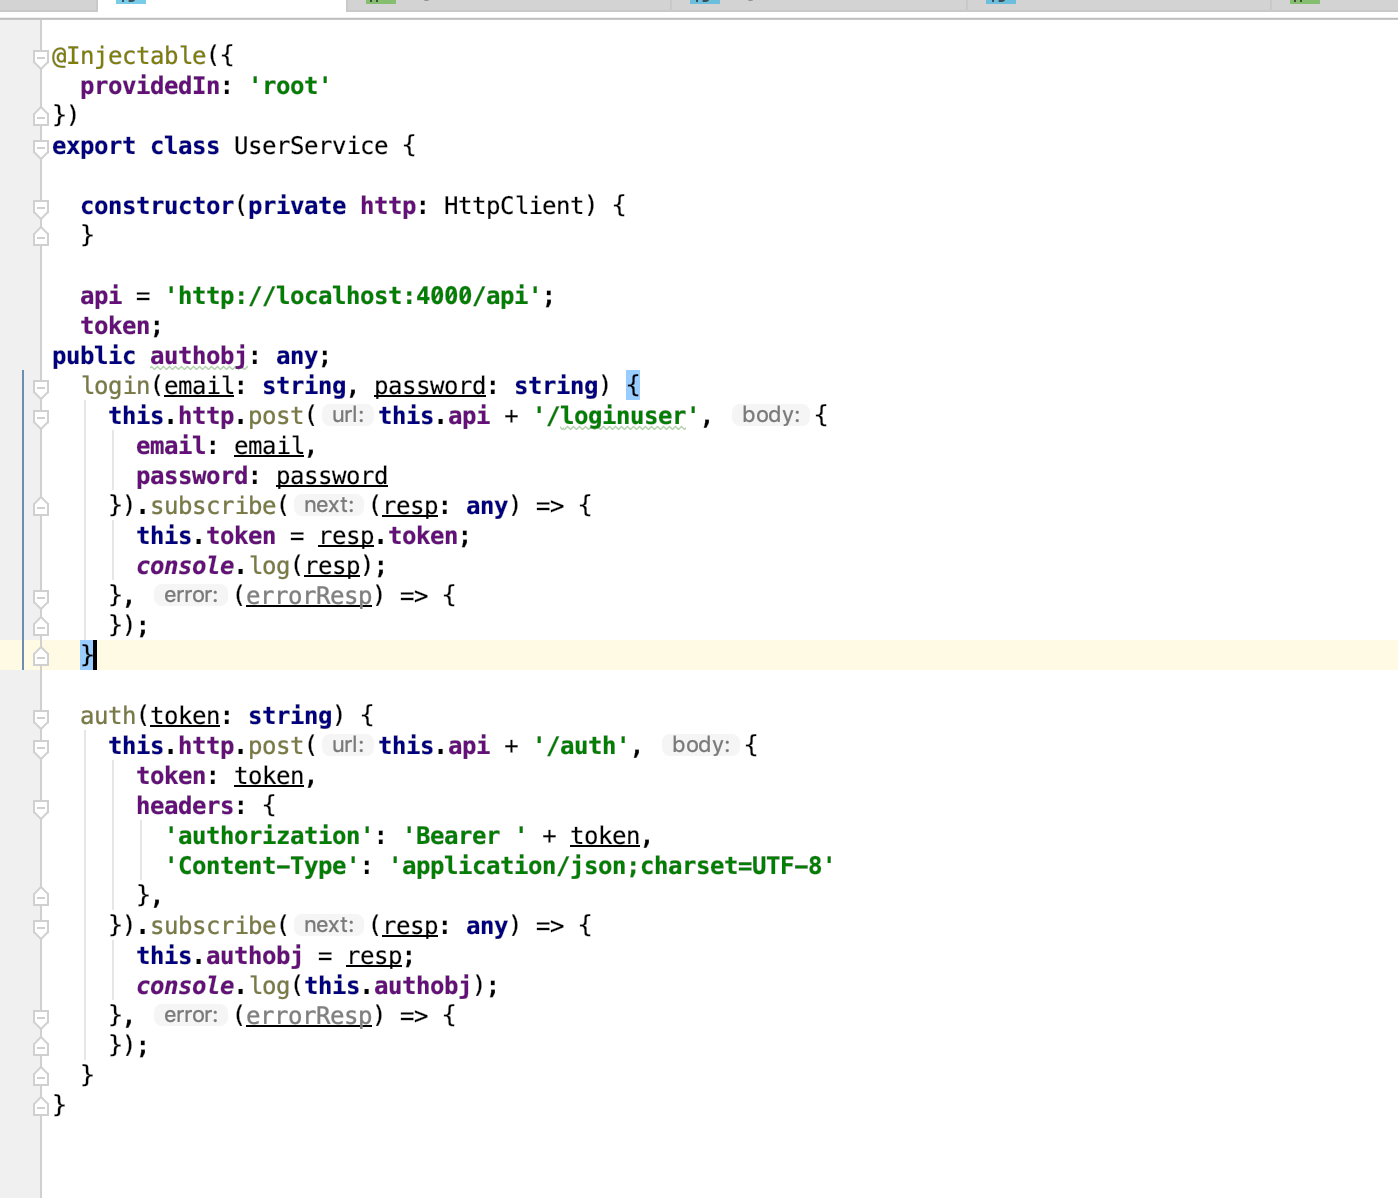 @Injectable({
  providedIn: 'root'
})
export class UserService {

  constructor(private http: HttpClient) {
  }

  api = 'http://localhost:4000/api';
  token;
public authobj: any;
  login(email: string, password: string) {
    this.http.post( url: this.api + '/loginuser', body: {
      email: email,
      password: password
    }).subscribe( next: (resp: any) => {
      this.token = resp.token;
      console.log(resp);
    }, error: (errorResp) => {
    });
  }

  auth(token: string) {
    this.http.post( url: this.api + '/auth', body: {
      token: token,
      headers: {
        'authorization': 'Bearer ' + token,
        'Content-Type': 'application/json;charset=UTF-8'
      },
    }).subscribe( next: (resp: any) => {
      this.authobj = resp;
      console.log(this.authobj);
    }, error: (errorResp) => {
    });
  }
}